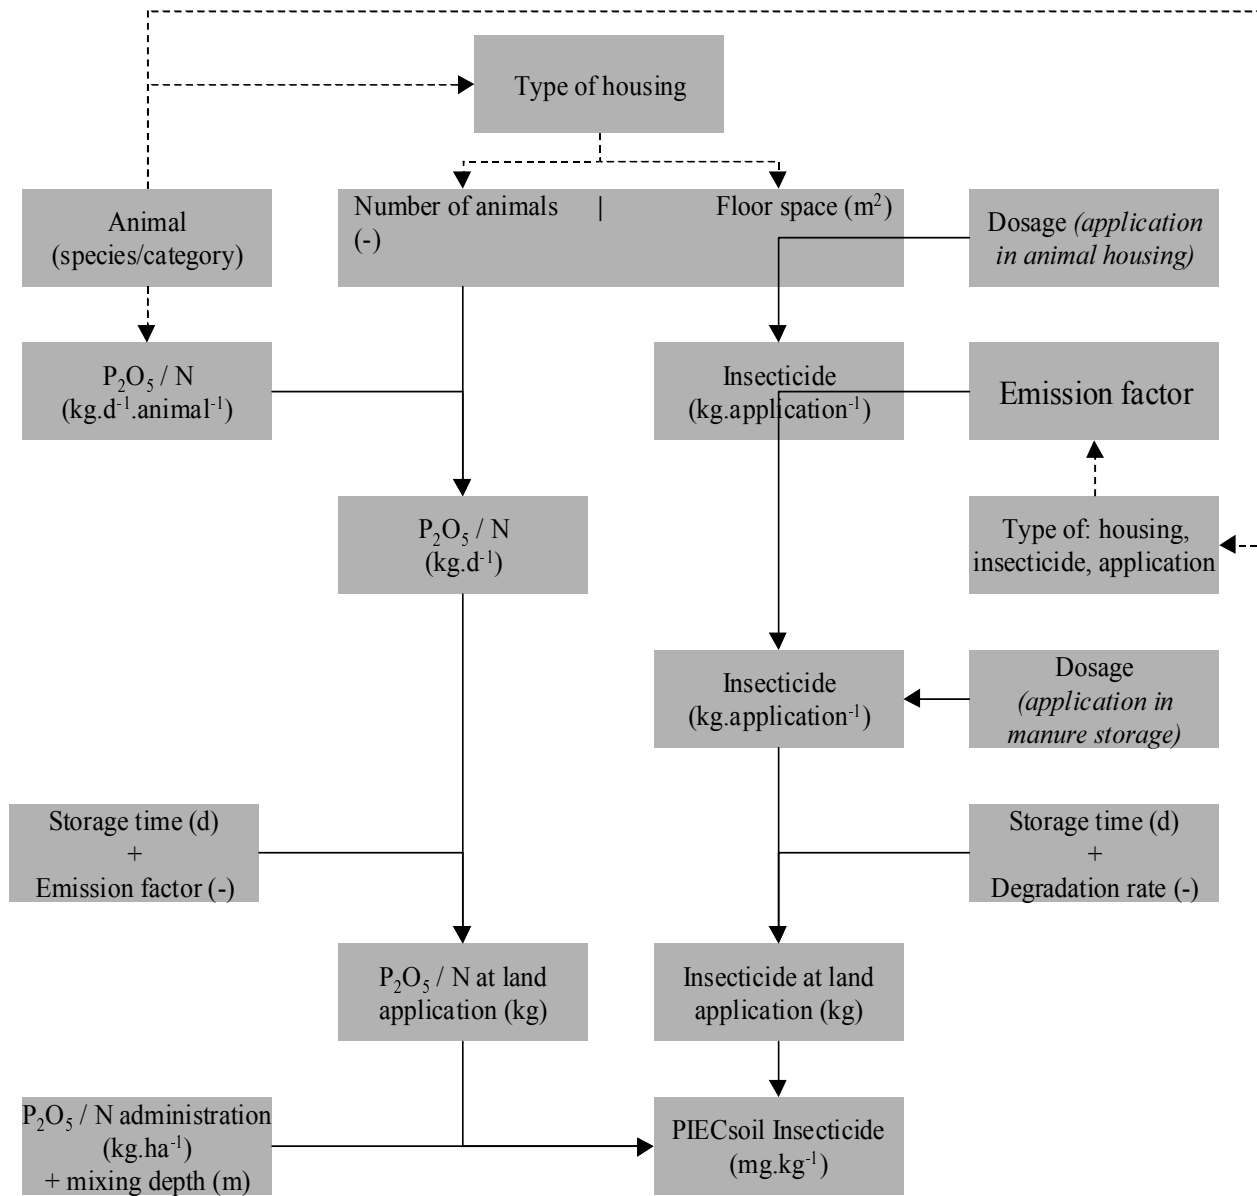 Type of housing
Animal
(species/category)
Number of animals | Floor space (m²)
(-)
Dosage (application
in animal housing)
P₂O₅ / N
(kg.d⁻¹.animal⁻¹)
Insecticide
(kg.application⁻¹)
Emission factor
P₂O₅ / N
(kg.d⁻¹)
Type of: housing,
insecticide, application
Insecticide
(kg.application⁻¹)
Dosage
(application in
manure storage)
Storage time (d)
+
Emission factor (-)
Storage time (d)
+
Degradation rate (-)
P₂O₅ / N at land
application (kg)
Insecticide at land
application (kg)
P₂O₅ / N administration
(kg.ha⁻¹)
+ mixing depth (m)
PIECsoil Insecticide
(mg.kg⁻¹)